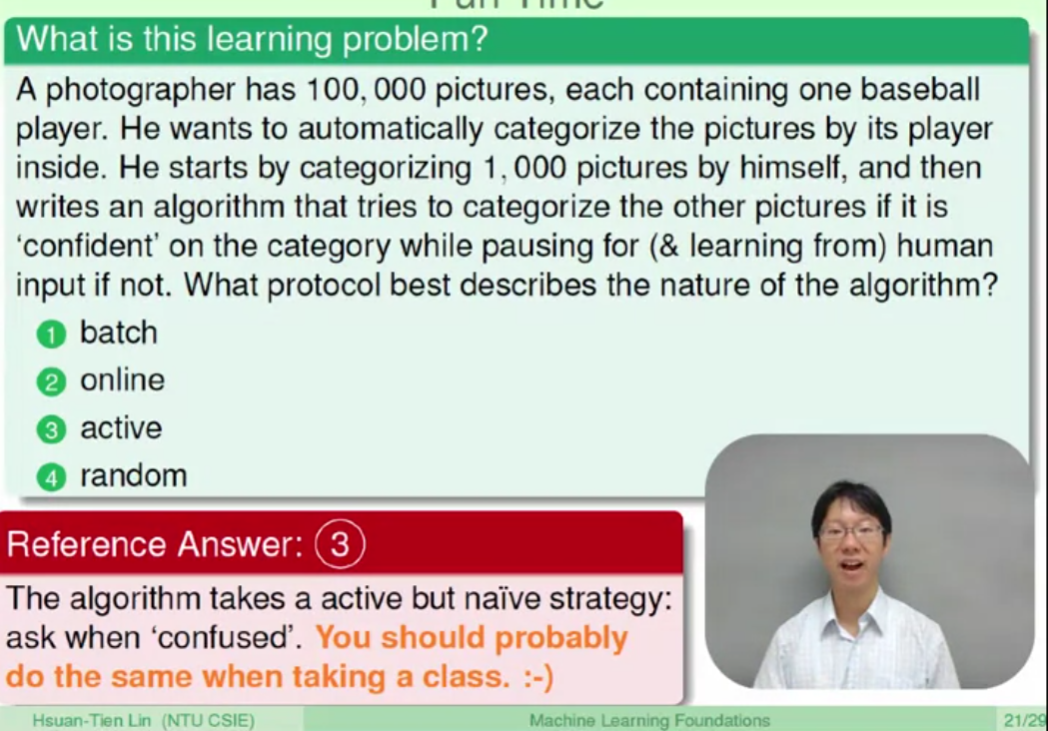 Fun Time
What is this learning problem?
A photographer has 100,000 pictures, each containing one baseball
player. He wants to automatically categorize the pictures by its player
inside. He starts by categorizing 1,000 pictures by himself, and then
writes an algorithm that tries to categorize the other pictures if it is
‘confident’ on the category while pausing for (& learning from) human
input if not. What protocol best describes the nature of the algorithm?
1 batch
2 online
3 active
4 random
Reference Answer: 3
The algorithm takes a active but naïve strategy:
ask when ‘confused’. You should probably
do the same when taking a class. :-)
Hsuan-Tien Lin (NTU CSIE)
Machine Learning Foundations
21/29